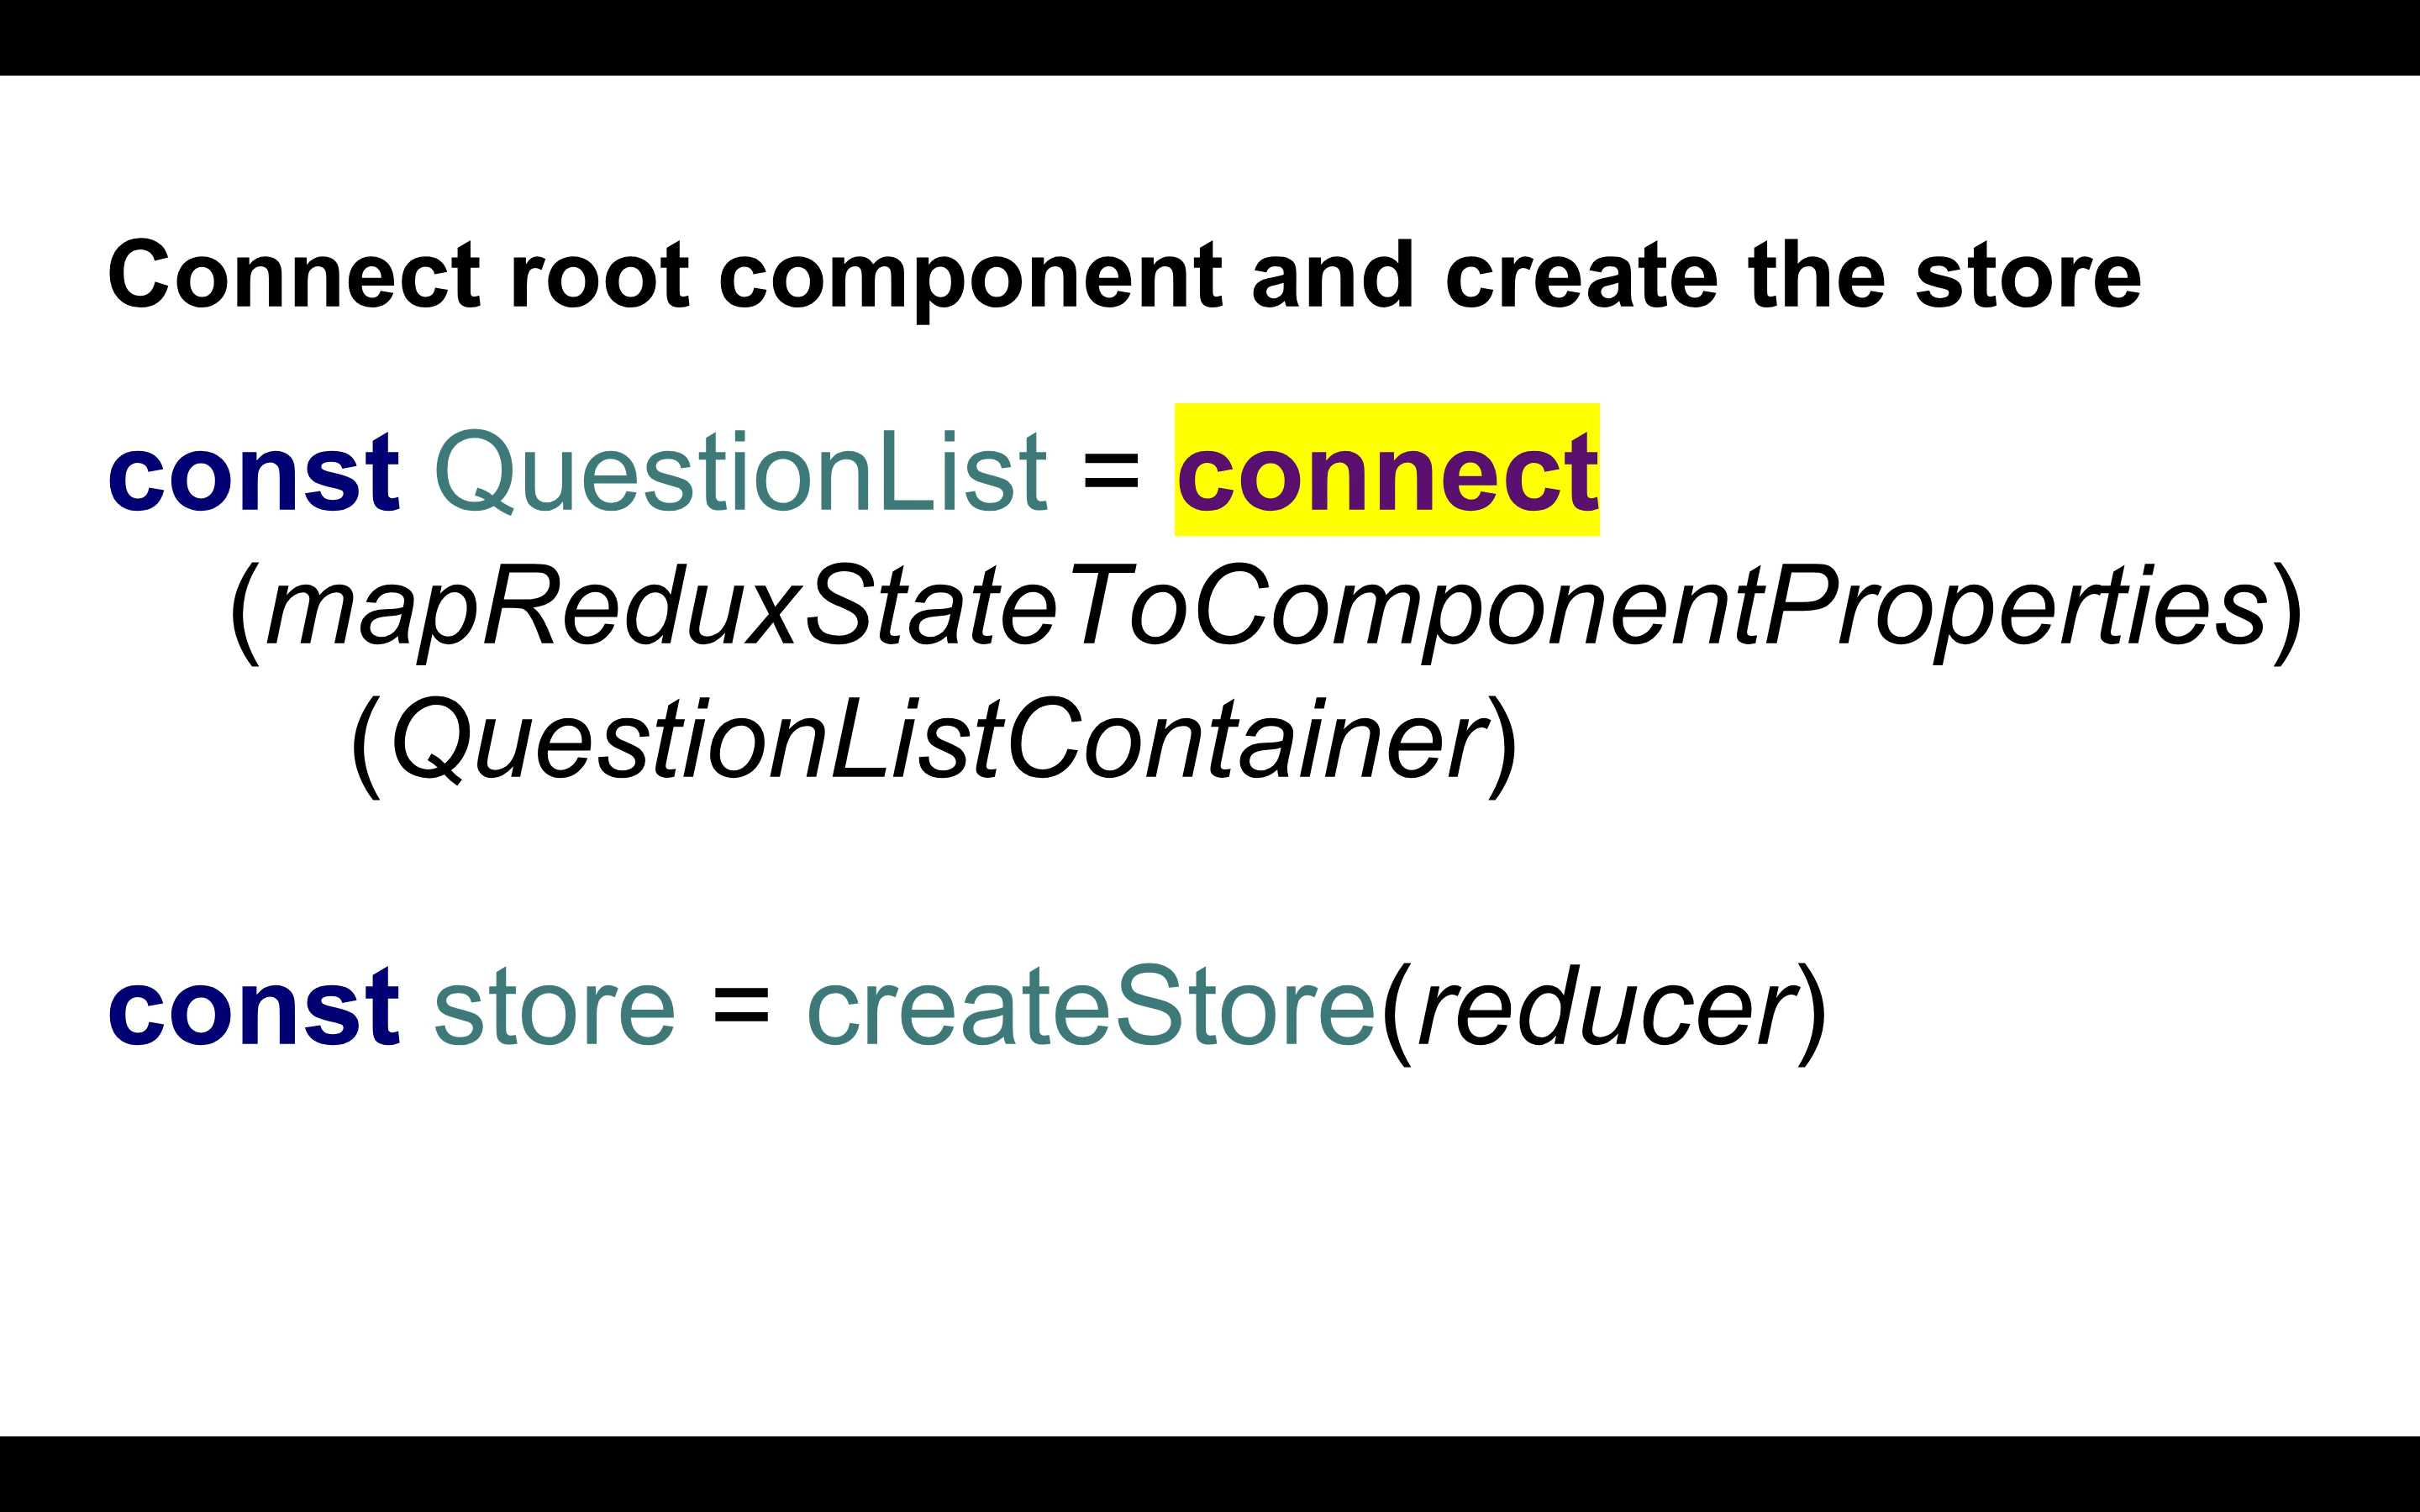 Connect root component and create the store
const QuestionList = connect
(mapReduxStateToComponentProperties)
(QuestionListContainer)
const store = createStore(reducer)